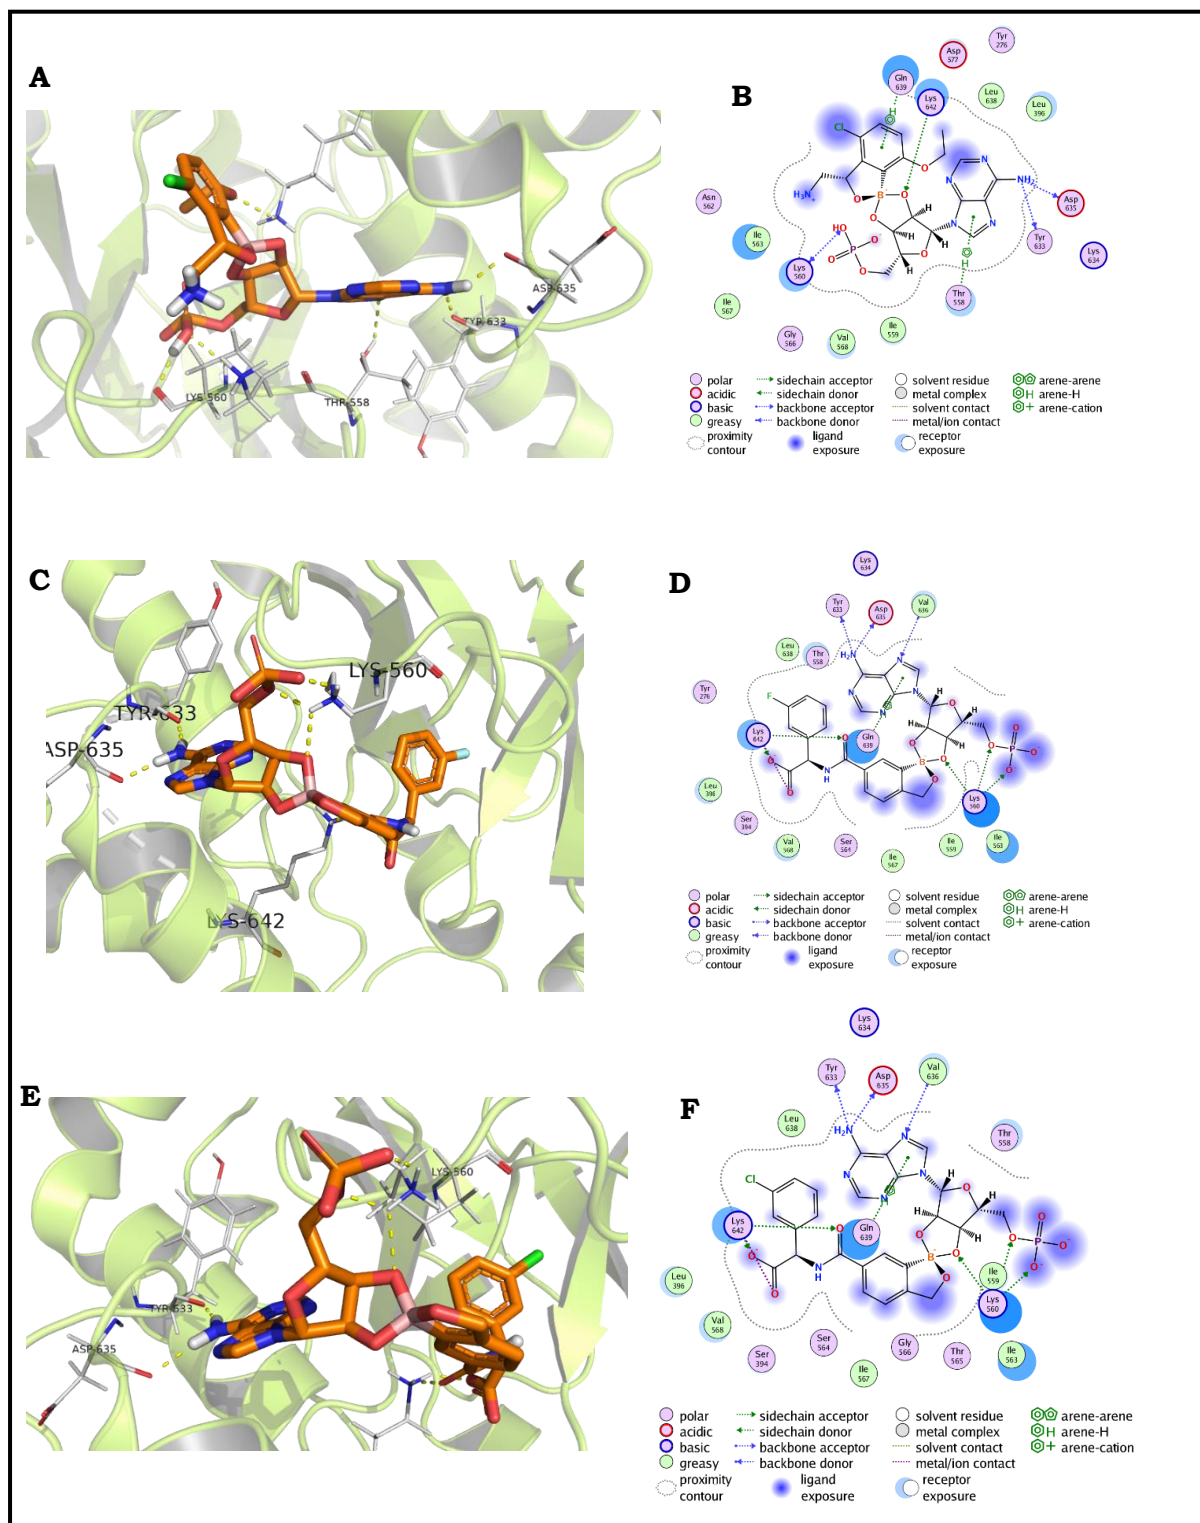 A
ASP-635
TYR-633
LYS-560
THR-558
B
Tyr
276
Asp
577
Gln
639
Lys
642
Leu
638
Leu
396
H
Cl
O
NH2
H3N+
O
B
O
N
N
N
N
Asp
635
Asn
562
Ile
563
Lys
560
HO
O-
P
O
O
O
H
H
H
H
H
Tyr
633
Lys
634
Thr
558
Ile
567
Gly
566
Val
568
Ile
559
polar
acidic
basic
greasy
proximity
contour
sidechain acceptor
sidechain donor
backbone acceptor
backbone donor
ligand
exposure
solvent residue
metal complex
solvent contact
metal/ion contact
receptor
exposure
arene-arene
arene-H
arene-cation
C
LYS-560
TYR-633
ASP-635
LYS-642
D
Lys
634
Tyr
633
Asp
635
Val
636
Leu
638
Thr
558
H2N
N
N
N
N
Tyr
276
F
Lys
642
Gln
639
O
O
O
N
H
H
H
O
O
O
B
O
O
P
O
O-
O-
Leu
396
Ser
394
Val
568
Ser
564
Ile
567
Ile
559
Ile
563
Lys
560
polar
acidic
basic
greasy
proximity
contour
sidechain acceptor
sidechain donor
backbone acceptor
backbone donor
ligand
exposure
solvent residue
metal complex
solvent contact
metal/ion contact
receptor
exposure
arene-arene
arene-H
arene-cation
E
LYS-560
TYR-633
ASP-635
F
Lys
634
Tyr
633
Asp
635
Val
636
Leu
638
Thr
558
H2N
N
N
N
N
Cl
Lys
642
Gln
639
O-
O
O
N
H
H
H
H
O
O
O
B-
O
O
P
O
O-
O-
Ile
559
Lys
560
Leu
396
Val
568
Ser
394
Ser
564
Ile
567
Gly
566
Thr
565
Ile
563
polar
acidic
basic
greasy
proximity
contour
sidechain acceptor
sidechain donor
backbone acceptor
backbone donor
ligand
exposure
solvent residue
metal complex
solvent contact
metal/ion contact
receptor
exposure
arene-arene
arene-H
arene-cation